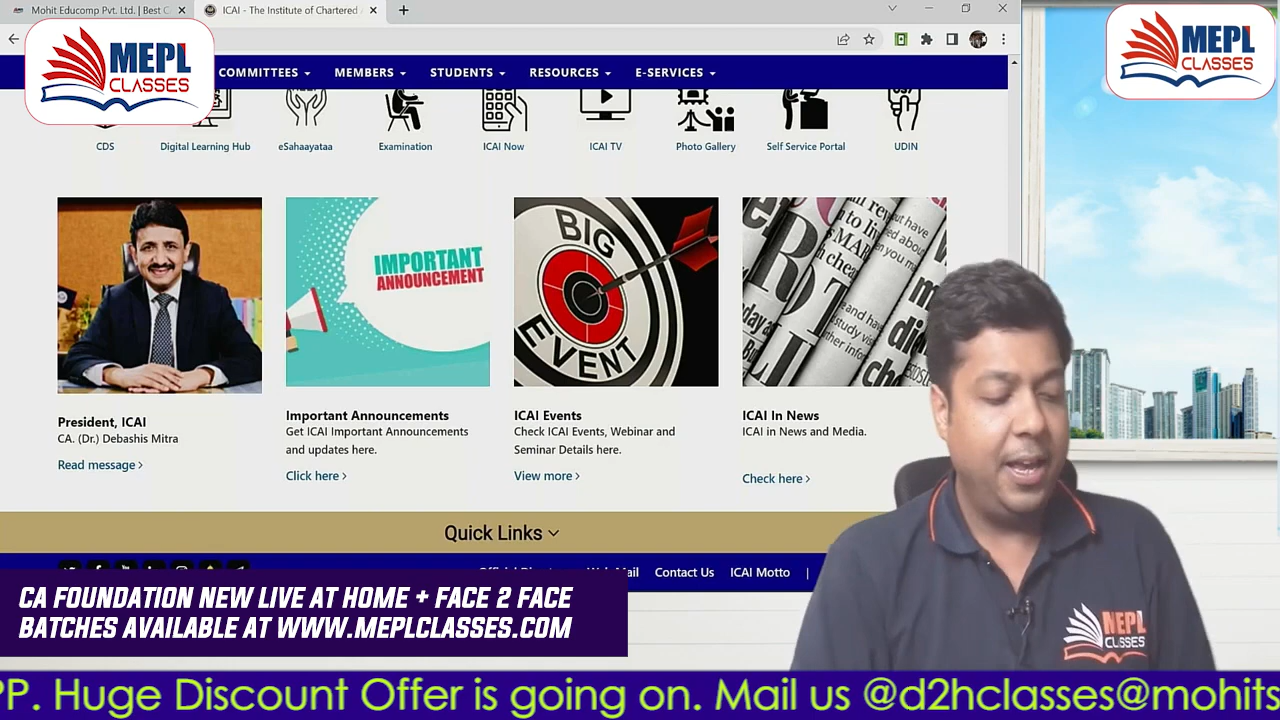 Mohit Educomp Pvt. Ltd. | Best C
ICAI - The Institute of Chartered
MEPL
CLASSES
MEPL
CLASSES
COMMITTEES
MEMBERS
STUDENTS
RESOURCES
E-SERVICES
CDS
Digital Learning Hub
eSahaayataa
Examination
ICAI Now
ICAI TV
Photo Gallery
Self Service Portal
UDIN
IMPORTANT
ANNOUNCEMENT
BIG
EVENT
President, ICAI
CA. (Dr.) Debashis Mitra
Read message >
Important Announcements
Get ICAI Important Announcements
and updates here.
Click here >
ICAI Events
Check ICAI Events, Webinar and
Seminar Details here.
View more >
ICAI In News
ICAI in News and Media.
Check here >
Quick Links
Mail
Contact Us
ICAI Motto |
MEPL
CLASSES
CA FOUNDATION NEW LIVE AT HOME + FACE 2 FACE
BATCHES AVAILABLE AT WWW.MEPLCLASSES.COM
PP. Huge Discount Offer is going on. Mail us @d2hclasses@mohits